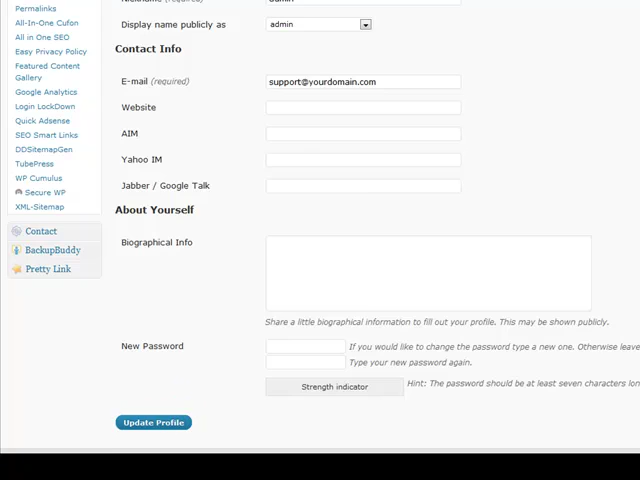 Permalinks
All-In-One Cufon
All in One SEO
Easy Privacy Policy
Featured Content
Gallery
Google Analytics
Login LockDown
Quick Adsense
SEO Smart Links
DDSitemapGen
TubePress
WP Cumulus
Secure WP
XML-Sitemap
Contact
BackupBuddy
Pretty Link
Display name publicly as
admin
Contact Info
E-mail (required)
support@yourdomain.com
Website
AIM
Yahoo IM
Jabber / Google Talk
About Yourself
Biographical Info
Share a little biographical information to fill out your profile. This may be shown publicly.
New Password
If you would like to change the password type a new one. Otherwise leave
Type your new password again.
Strength indicator
Hint: The password should be at least seven characters lon
Update Profile